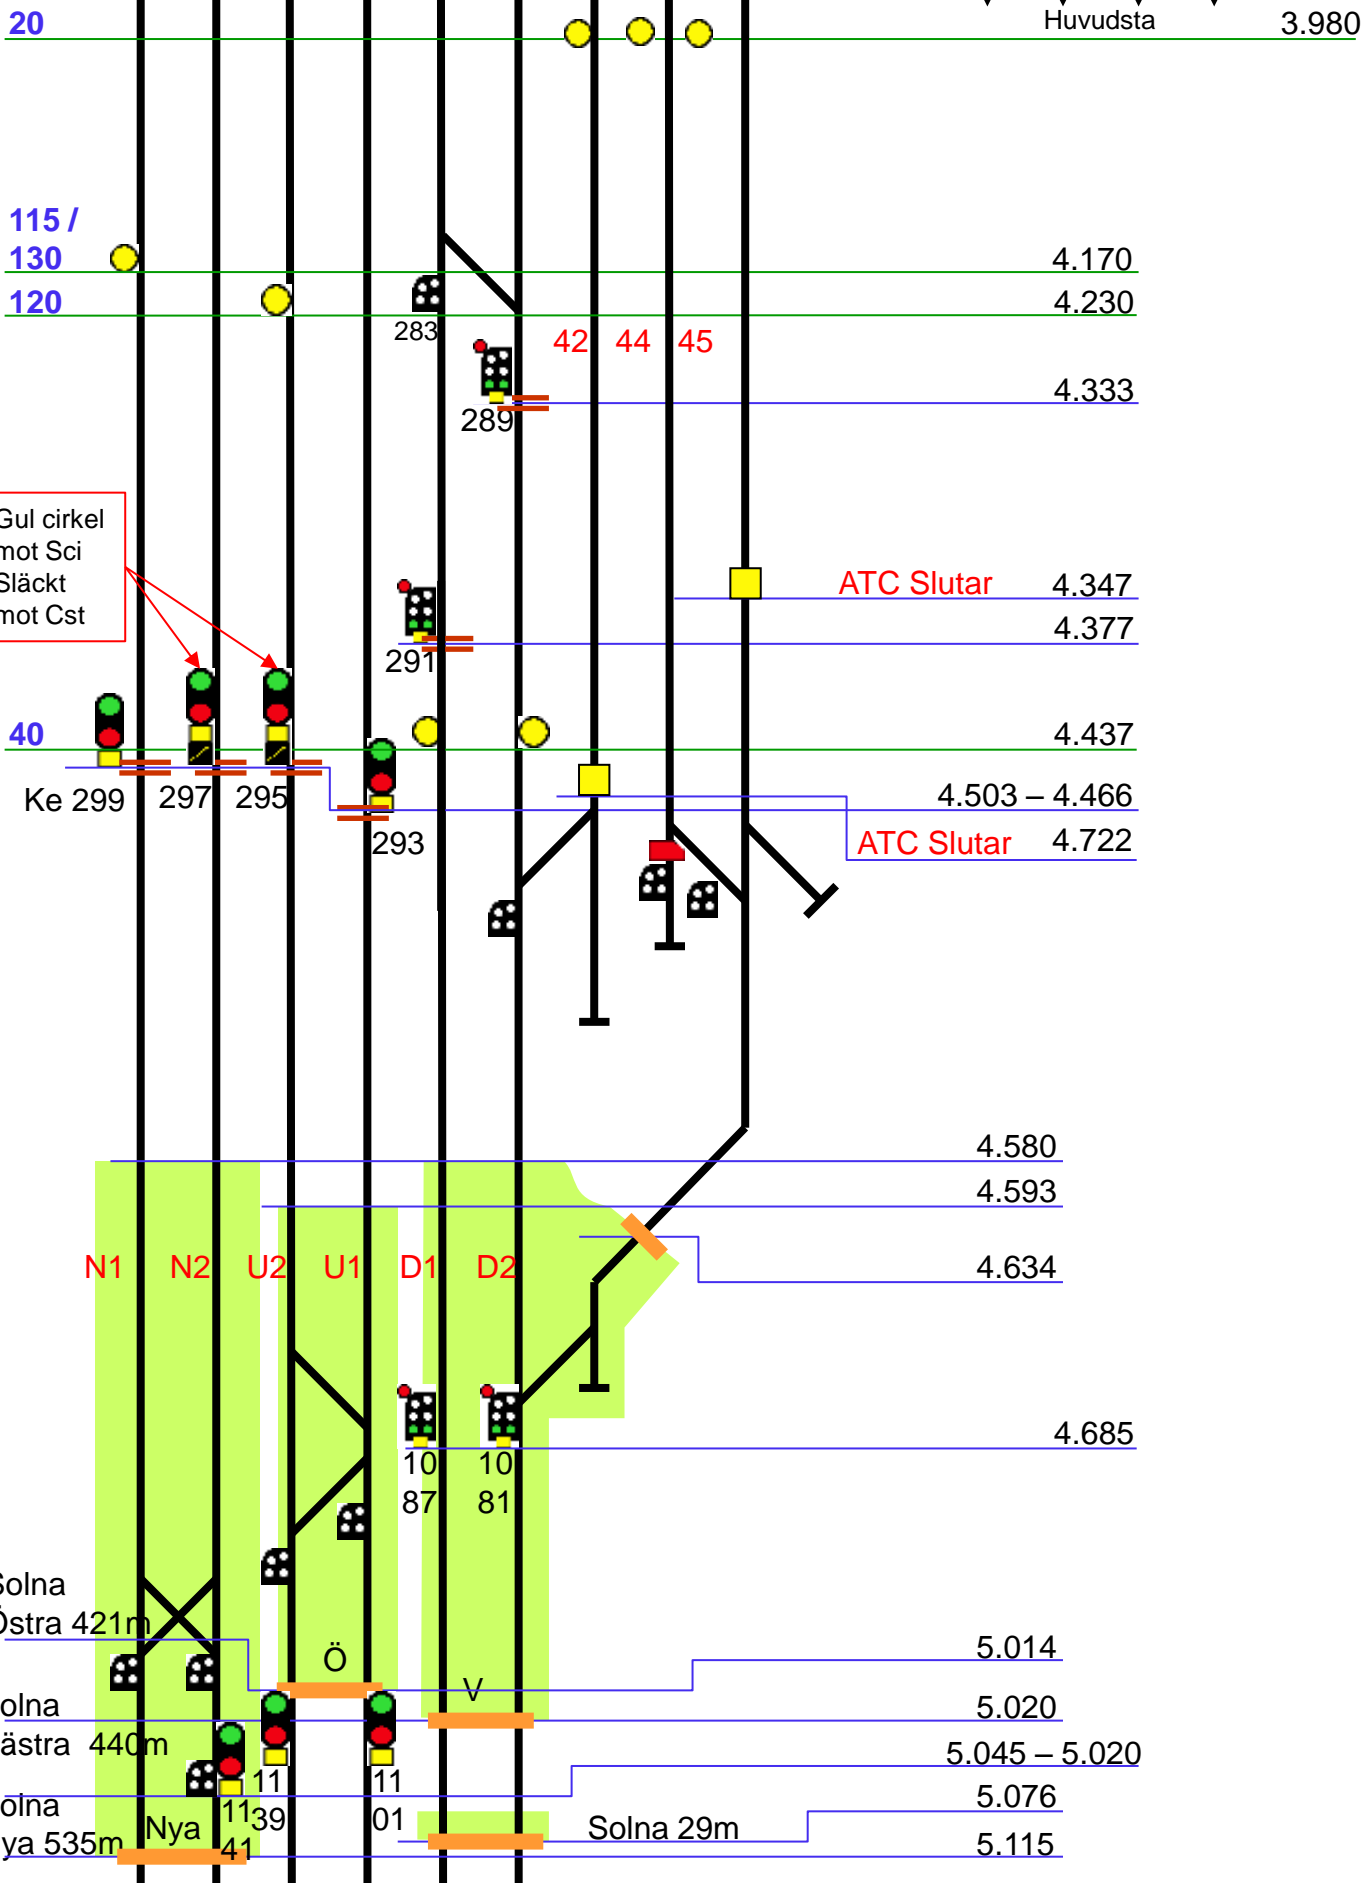 20
Huvudsta
3.980
115 /
130
4.170
120
4.230
283
42
44
45
4.333
289
Gul cirkel
mot Sci
Släckt
mot Cst
ATC Slutar
4.347
4.377
291
40
4.437
Ke 299
297
295
4.503 – 4.466
293
ATC Slutar
4.722
4.580
4.593
N1
N2
U2
U1
D1
D2
4.634
4.685
10
87
10
81
Solna
Östra 421m
Ö
5.014
V
olna
5.020
ästra 440m
5.045 – 5.020
11
39
11
01
5.076
olna
11
41
Nya
Solna 29m
ya 535m
5.115